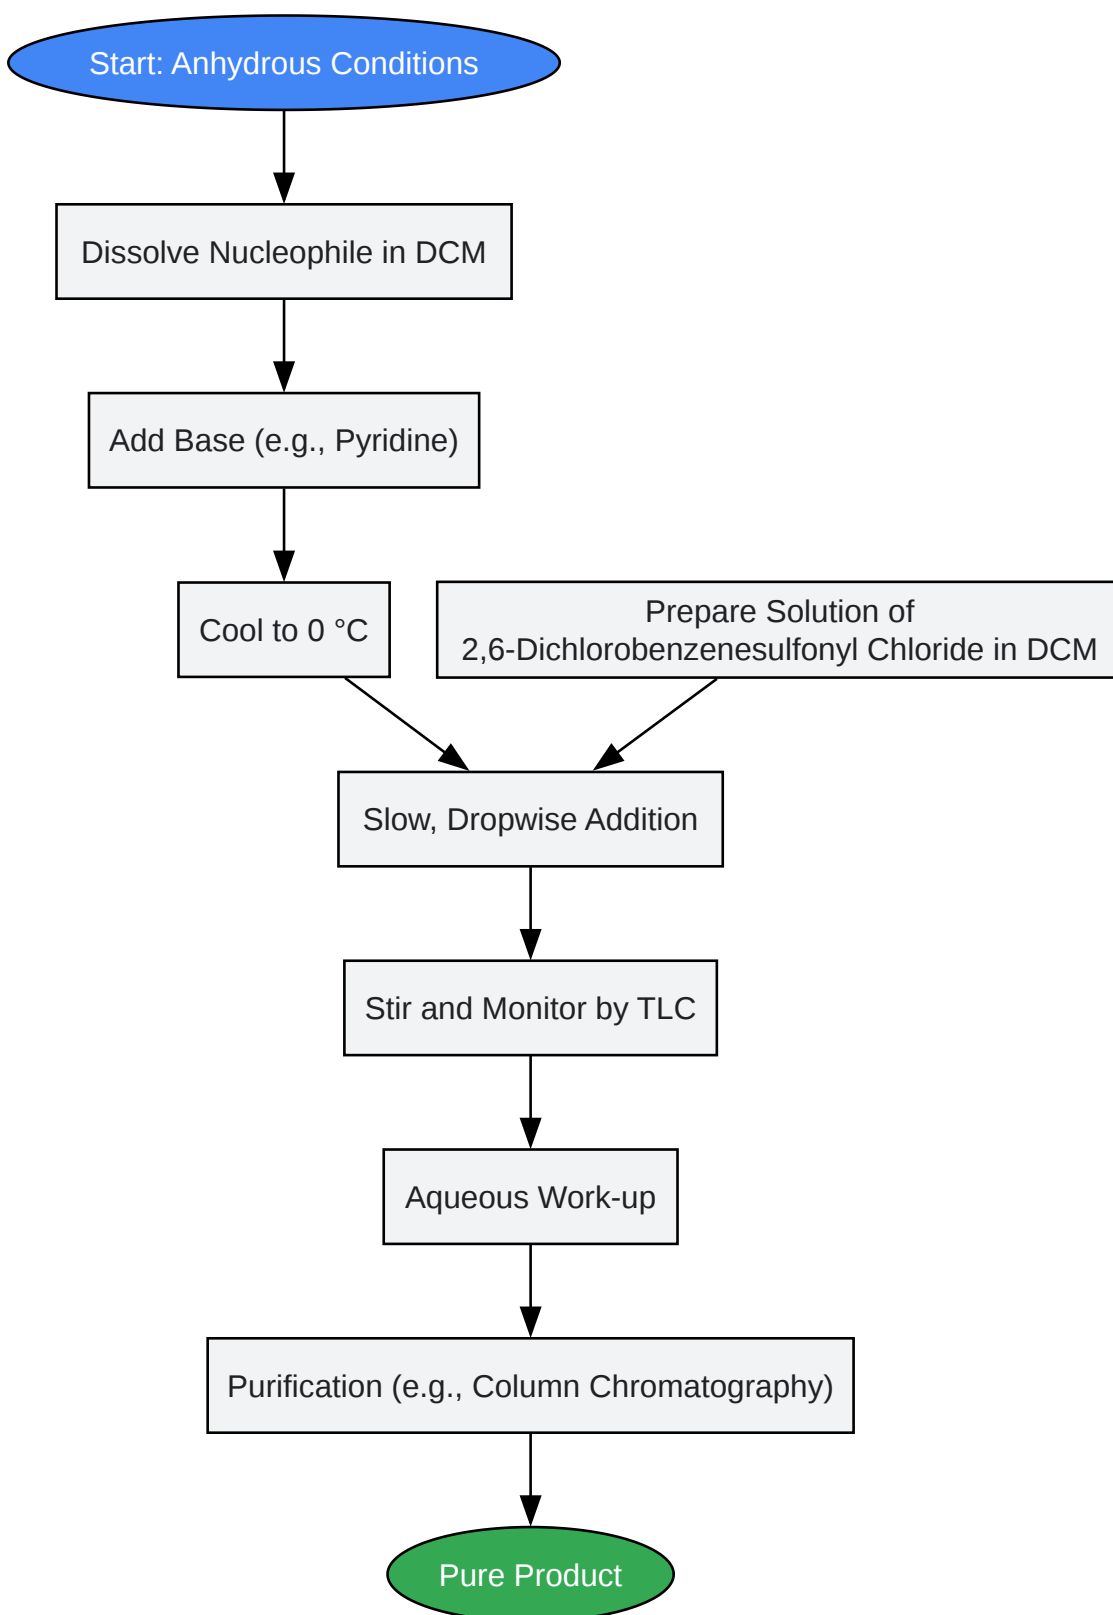 Start: Anhydrous Conditions
Dissolve Nucleophile in DCM
Add Base (e.g., Pyridine)
Cool to 0 °C
Prepare Solution of
2,6-Dichlorobenzenesulfonyl Chloride in DCM
Slow, Dropwise Addition
Stir and Monitor by TLC
Aqueous Work-up
Purification (e.g., Column Chromatography)
Pure Product